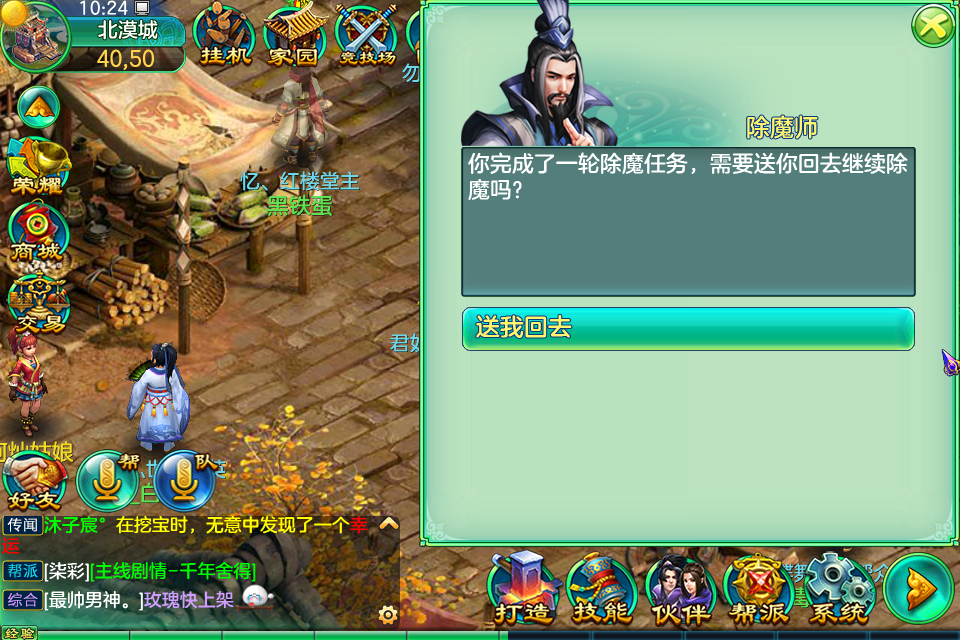 10:24
北漠城
40,50
挂机
家园
竞技场
勿
荣耀
商城
交易
好友
忆、红楼堂主
黑铁蛋
除魔师
你完成了一轮除魔任务，需要送你回去继续除
魔吗？
送我回去
帮
队
传闻 沐子宸°在挖宝时，无意中发现了一个幸
运
帮派 [柒彩][主线剧情-千年舍得]
综合 [最帅男神。]玫瑰快上架
经验
打造
技能
伙伴
帮派
系统